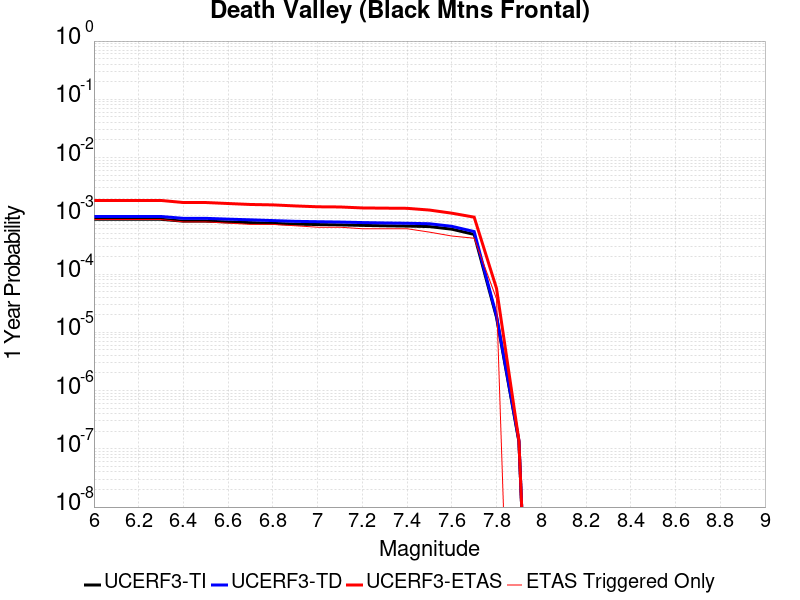 Death Valley (Black Mtns Frontal)
10^0
10^-1
10^-2
10^-3
10^-4
10^-5
10^-6
10^-7
10^-8
1 Year Probability
6 6.2 6.4 6.6 6.8 7 7.2 7.4 7.6 7.8 8 8.2 8.4 8.6 8.8 9
Magnitude
UCERF3-TI UCERF3-TD UCERF3-ETAS ETAS Triggered Only